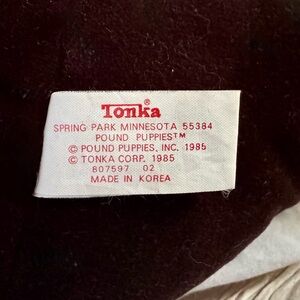 Tonka®
SPRING PARK MINNESOTA 55384
POUND PUPPIES™
© POUND PUPPIES, INC. 1985
© TONKA CORP. 1985
807597 02
MADE IN KOREA